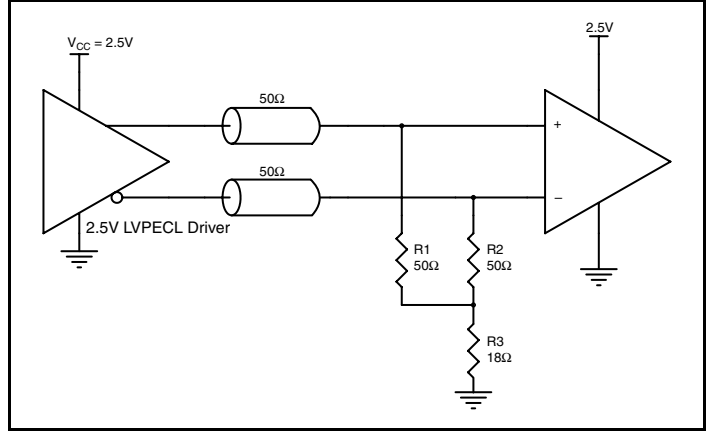 V_CC = 2.5V
2.5V
50Ω
+
50Ω
–
2.5V LVPECL Driver
R1
50Ω
R2
50Ω
R3
18Ω